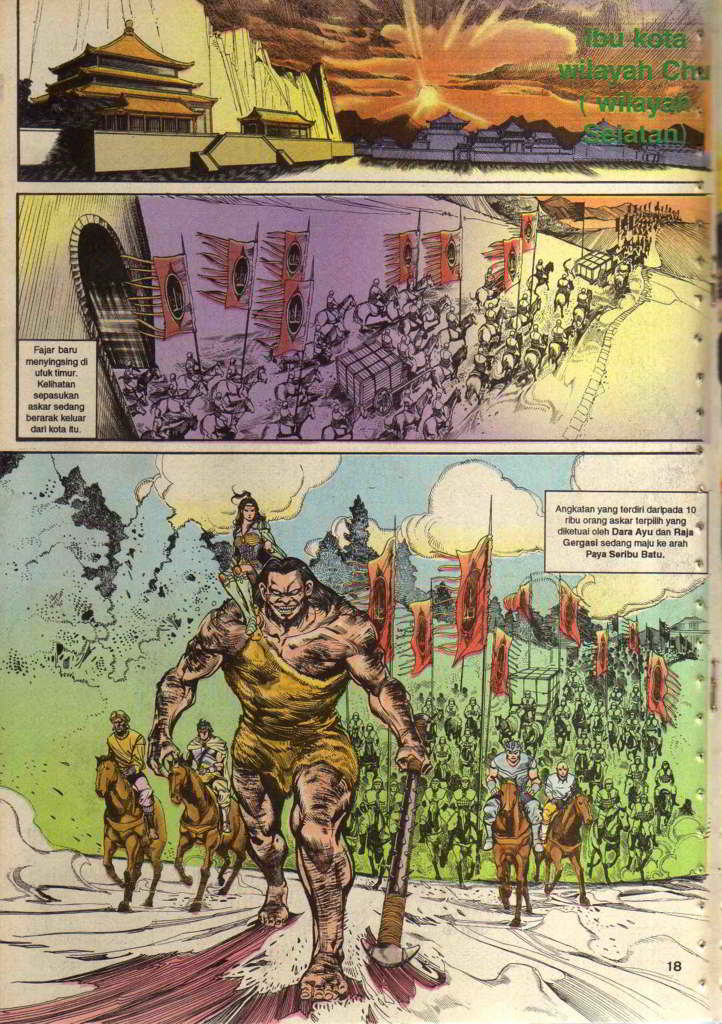 Ibu kota
wilayah Chu
( wilayah
Selatan)
Fajar baru
menyingsing di
ufuk timur.
Kelihatan
sepasukan
askar sedang
berarak keluar
dari kota itu.
Angkatan yang terdiri daripada 10
ribu orang askar terpilih yang
diketuai oleh Dara Ayu dan Raja
Gergasi sedang maju ke arah
Paya Seribu Batu.
18